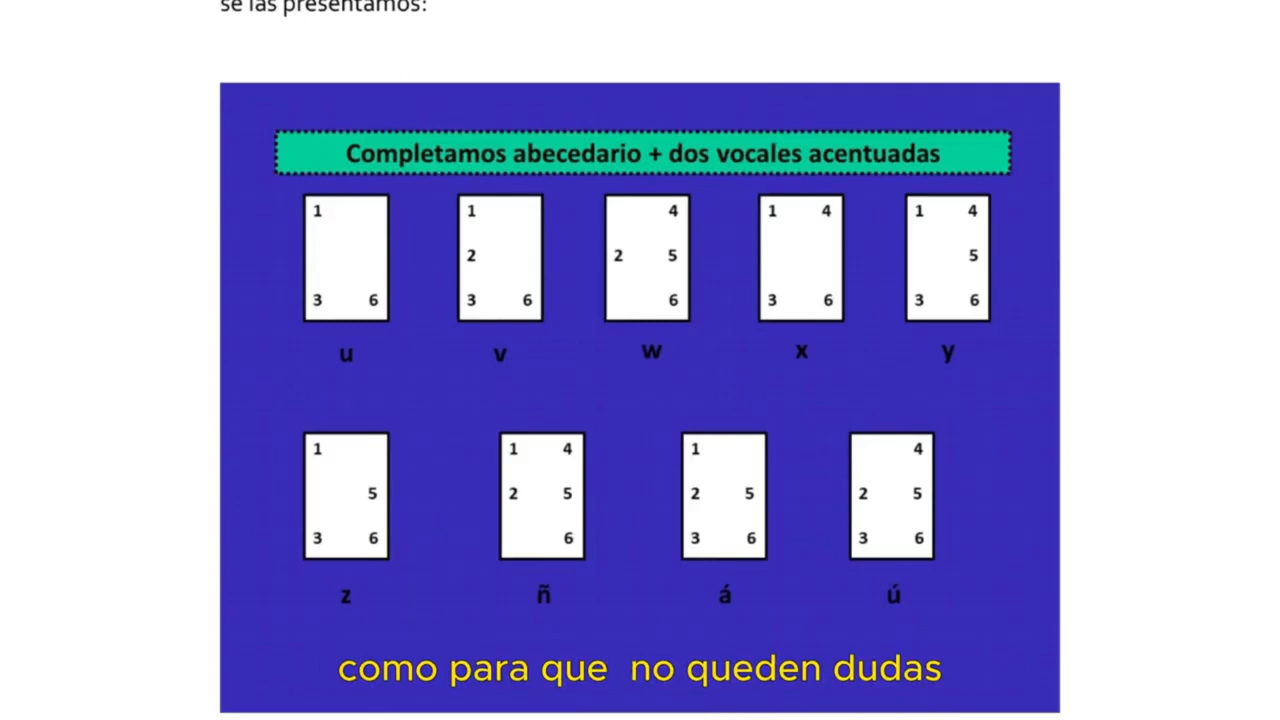 se las presentamos:
Completamos abecedario + dos vocales acentuadas
1 1 4 1 4 1 4
2 2 5 5
3 6 3 6 6 3 6 3 6
u v w x y
1 1 4 1 4
5 2 5 2 5 2 5
3 6 6 3 6 3 6
z ñ á ú
como para que no queden dudas